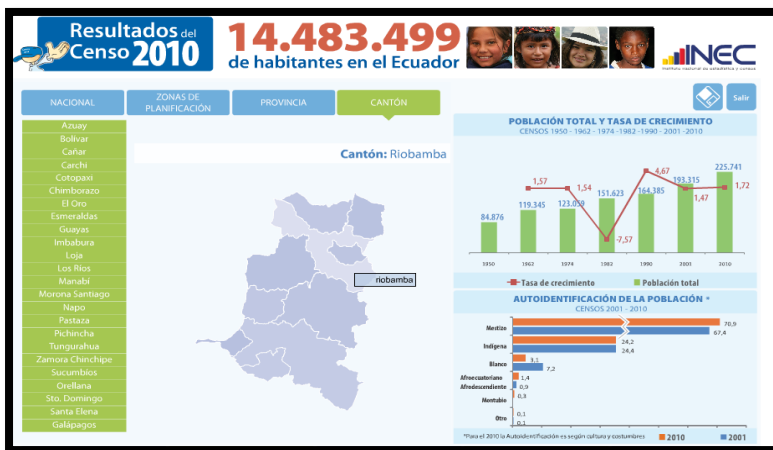 Resultados del
Censo 2010
14.483.499
de habitantes en el Ecuador
INEC
Instituto nacional de estadística y censos
NACIONAL
ZONAS DE
PLANIFICACIÓN
PROVINCIA
CANTÓN
Salir
Azuay
Bolívar
Cañar
Carchi
Cotopaxi
Chimborazo
El Oro
Esmeraldas
Guayas
Imbabura
Loja
Los Ríos
Manabí
Morona Santiago
Napo
Pastaza
Pichincha
Tungurahua
Zamora Chinchipe
Sucumbíos
Orellana
Sto. Domingo
Santa Elena
Galápagos
Cantón: Riobamba
riobamba
POBLACIÓN TOTAL Y TASA DE CRECIMIENTO
CENSOS 1950 - 1962 - 1974 -1982 -1990 - 2001 -2010
84.876
119.345
123.059
151.623
164.385
193.315
225.741
1,57
1,54
-7,57
4,67
1,47
1,72
1950
1962
1974
1982
1990
2001
2010
Tasa de crecimiento
Población total
AUTOIDENTIFICACIÓN DE LA POBLACIÓN *
CENSOS 2001 - 2010
Mestizo
70,9
67,4
Indígena
24,2
24,4
Blanco
3,1
7,2
Afroecuatoriano
Afrodescendiente
1,4
0,9
Montubio
0,3
Otro
0,1
0,1
*Para el 2010 la Autoidentificación es según cultura y costumbres
2010
2001